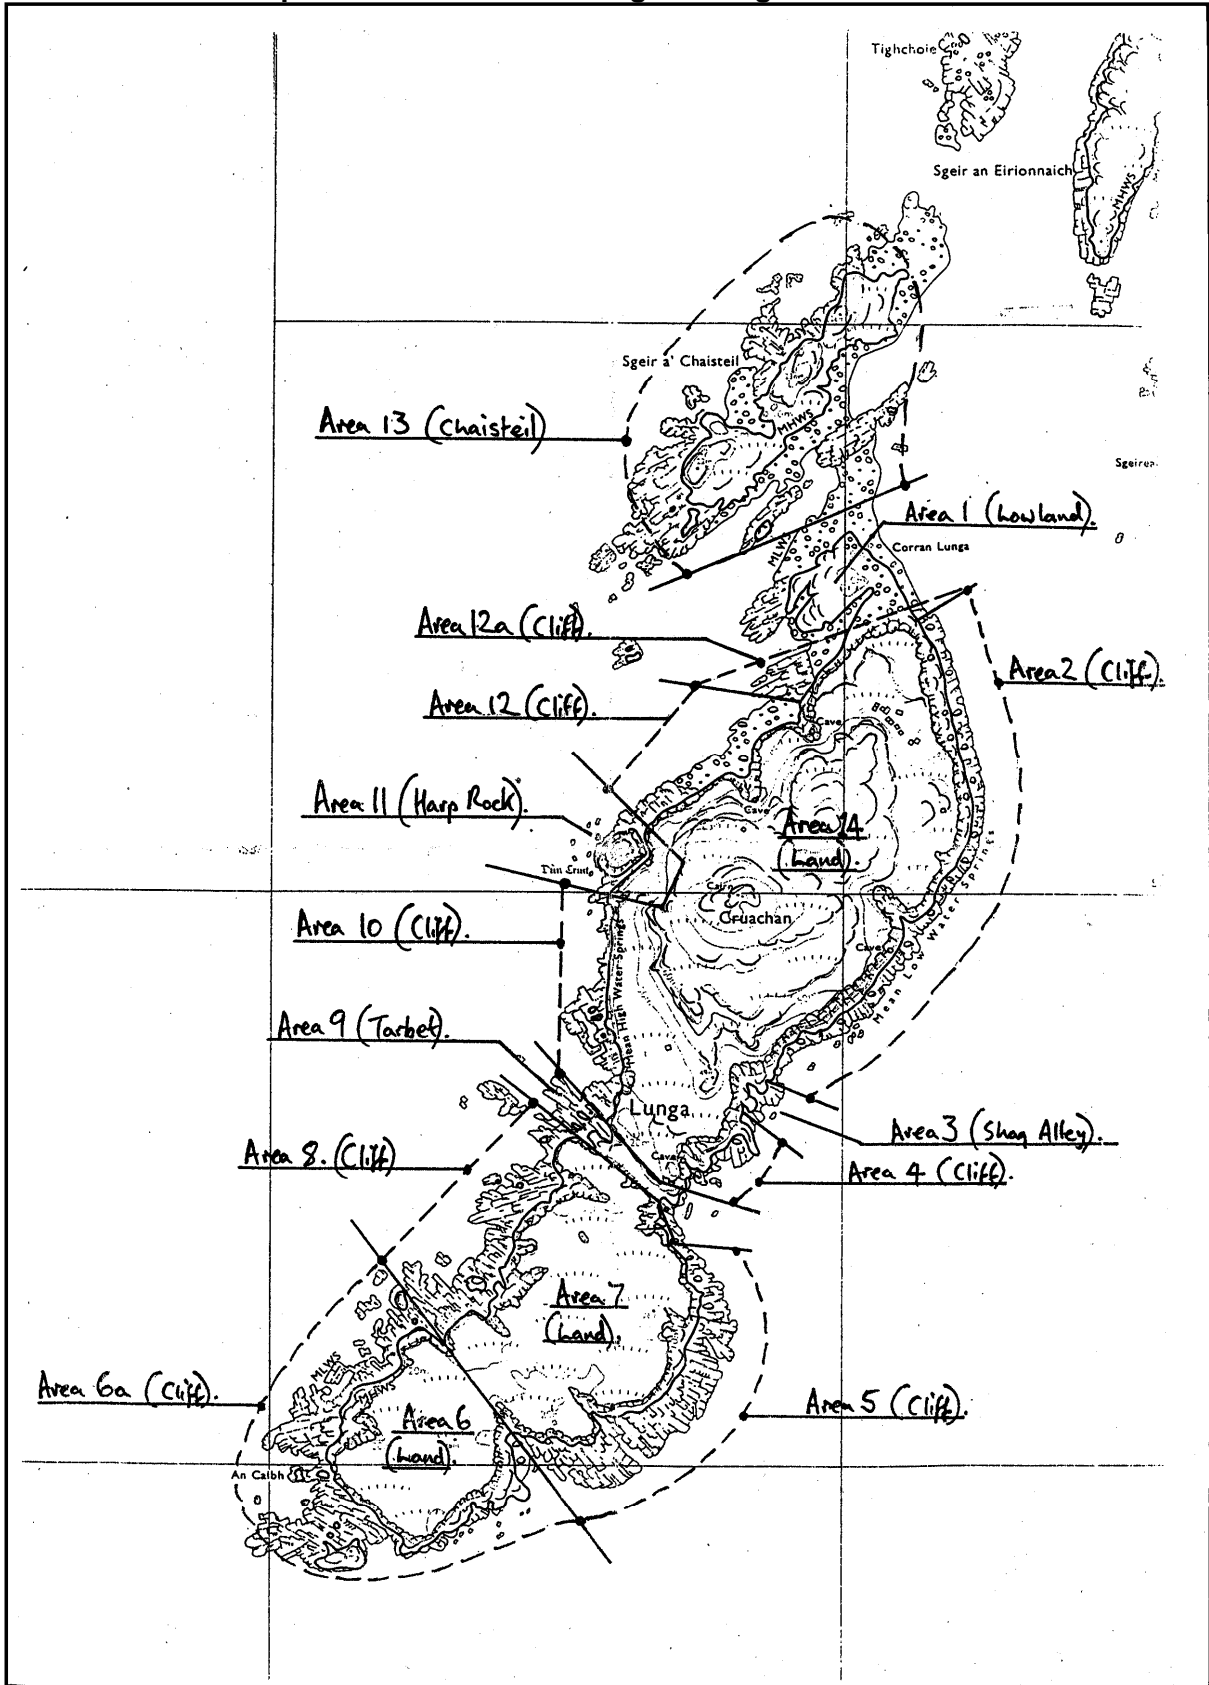 Tighchoie
Sgeir an Eirionnaich
MHWS
Sgeir a' Chaisteil
Area 13 (Chaisteil)
MHWS
Area 1 (Lowland).
MLWS
Corran Lunga
Area 12a (Cliff).
Area 2 (Cliff).
Area 12 (Cliff).
Cave
Area 11 (Harp Rock).
Cave
Area 14
(Land).
Cairn
Cruachan
Area 10 (Cliff).
Cave
Mean High Water Springs
Mean Low Water Springs
Area 9 (Tarbet).
Lunga
Area 3 (Shag Alley).
Area 8. (Cliff)
Cave
Area 4 (Cliff).
Area 7
(Land).
MLWS
MHWS
20m
Area 6a (Cliff).
Area 5 (Cliff).
Area 6
(Land).
An Calbh